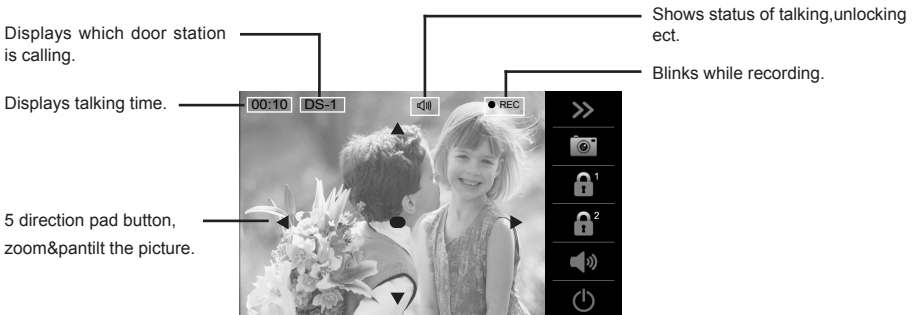 Displays which door station
is calling.
Shows status of talking,unlocking
ect.
Blinks while recording.
Displays talking time.
00:10
DS-1
REC
1
2
5 direction pad button,
zoom&pantilt the picture.